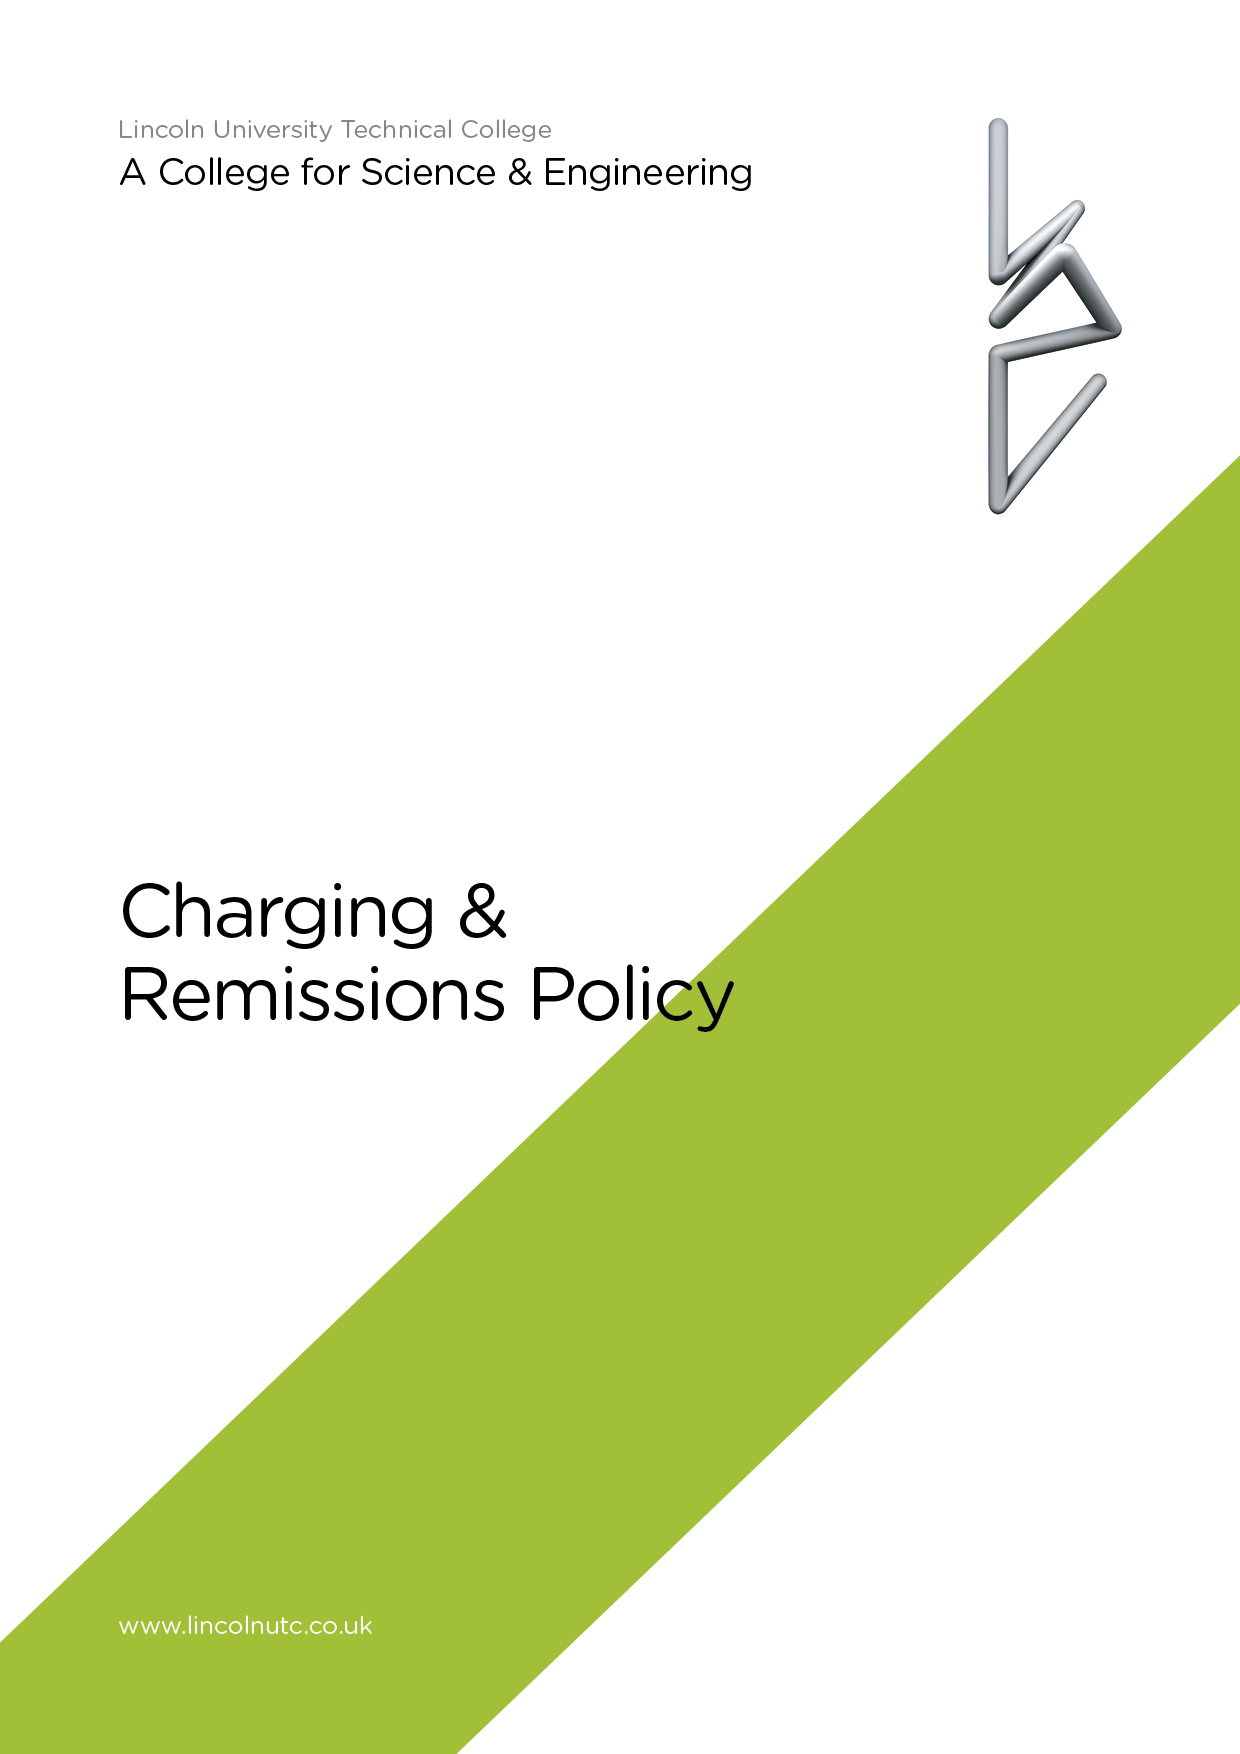 Lincoln University Technical College
A College for Science & Engineering
Charging &
Remissions Policy
www.lincolnutc.co.uk